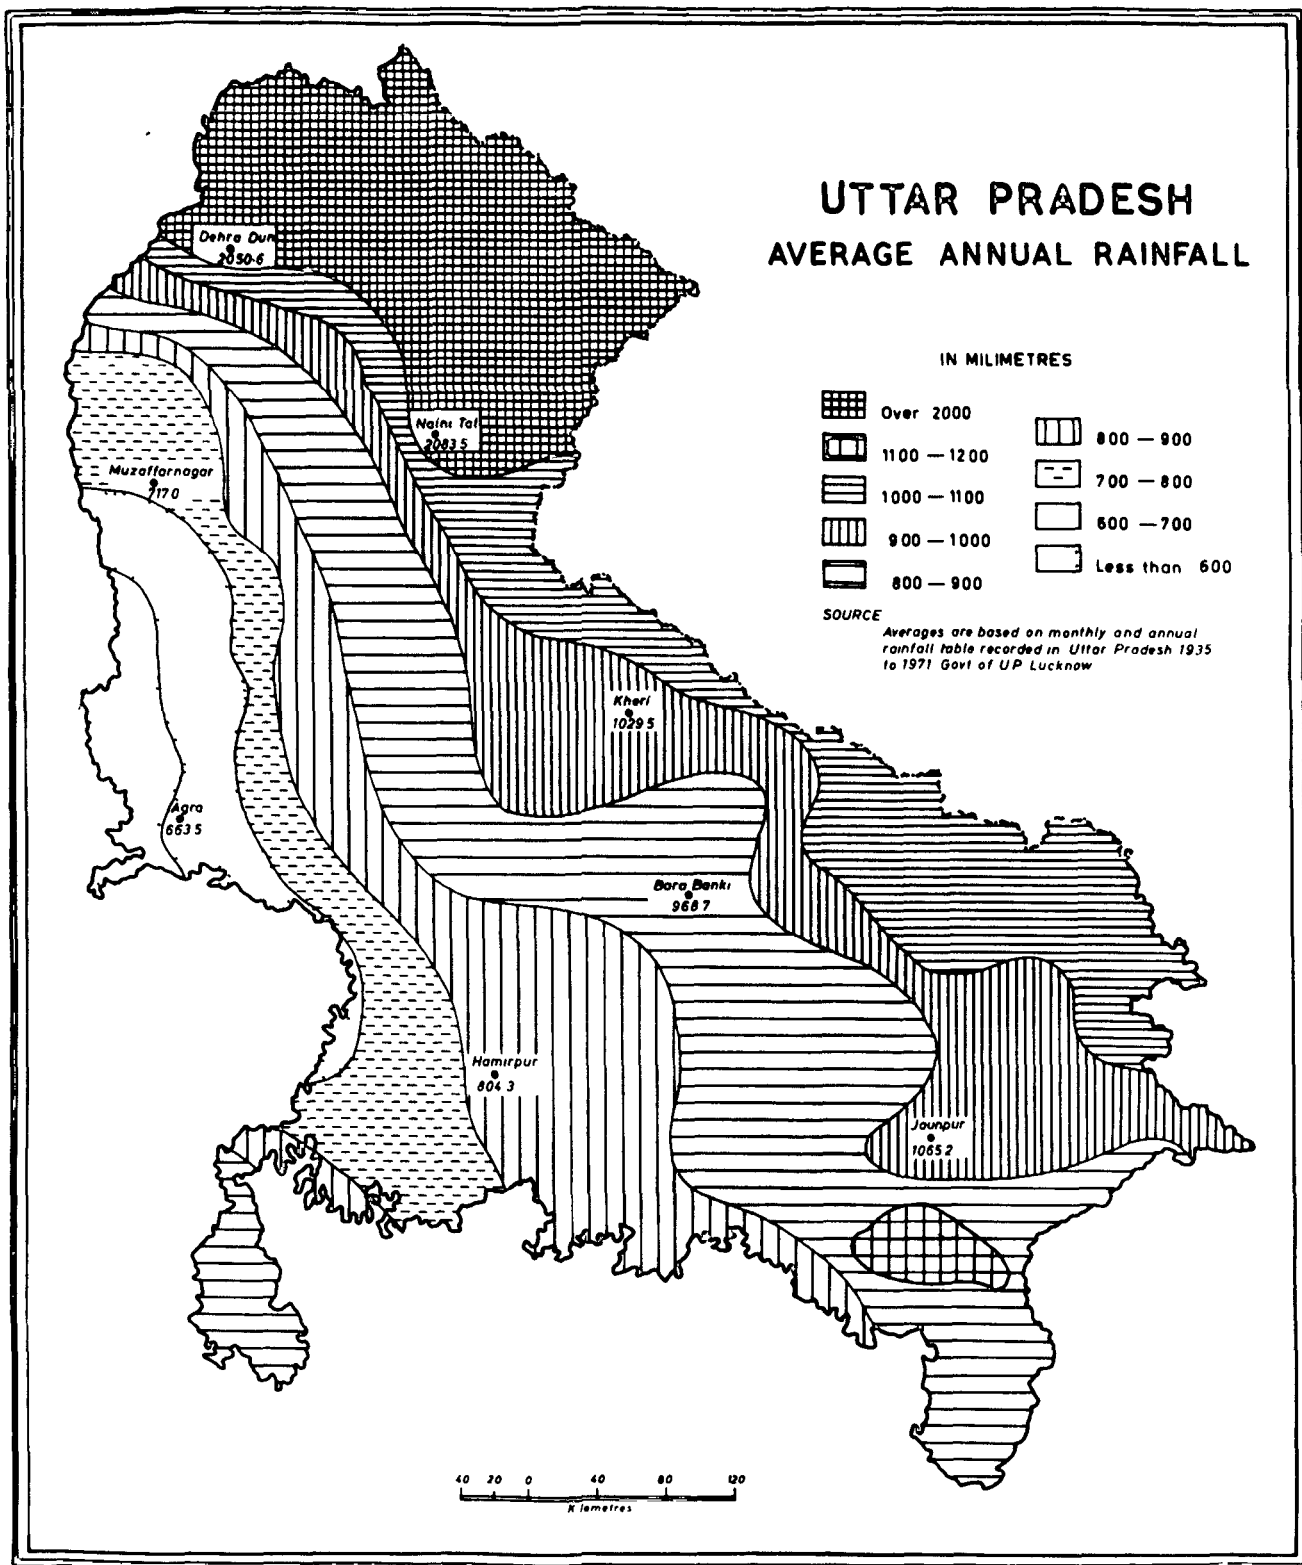 UTTAR PRADESH
AVERAGE ANNUAL RAINFALL
IN MILIMETRES
Over 2000
1100 — 1200
1000 — 1100
900 — 1000
800 — 900
800 — 900
700 — 800
600 — 700
Less than 600
SOURCE
Averages are based on monthly and annual
rainfall table recorded in Uttar Pradesh 1935
to 1971 Govt of UP Lucknow
Dehra Dun
2050·6
Naini Tal
2083 5
Muzaffarnagar
717 0
Kheri
1029 5
Agra
663 5
Bara Banki
968 7
Hamirpur
804 3
Jaunpur
1065 2
40 20 0 40 80 120
Kilometres